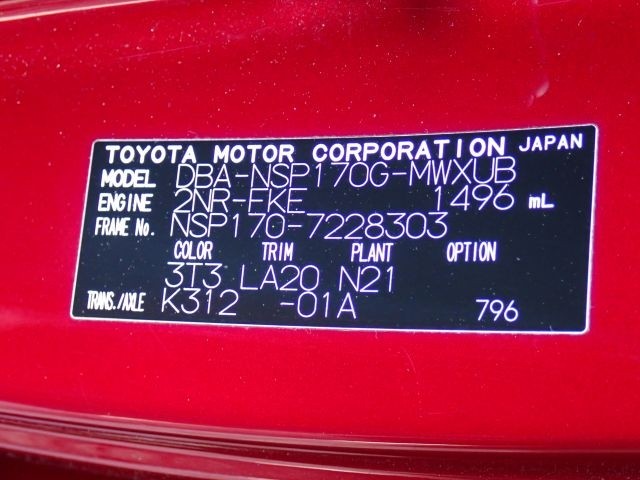 TOYOTA MOTOR CORPORATION JAPAN
MODEL DBA-NSP170G-MWXUB
ENGINE 2NR-FKE 1496 mL
FRAME No. NSP170-7228303
COLOR TRIM PLANT OPTION
3T3 LA20 N21
TRANS./AXLE K312 -01A 796